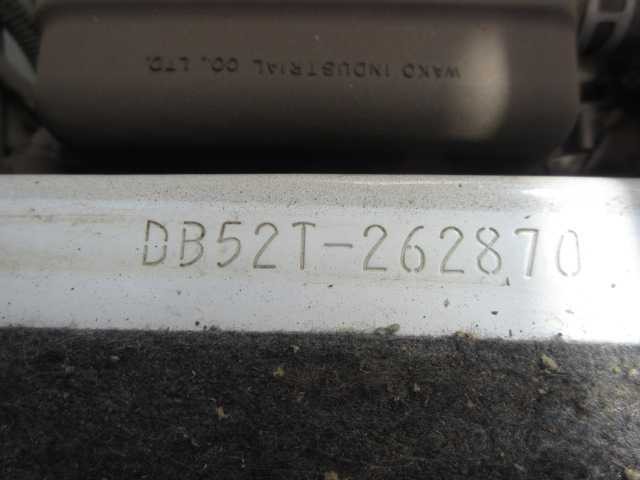 WAKO INDUSTRIAL CO., LTD.
DB52T-262870